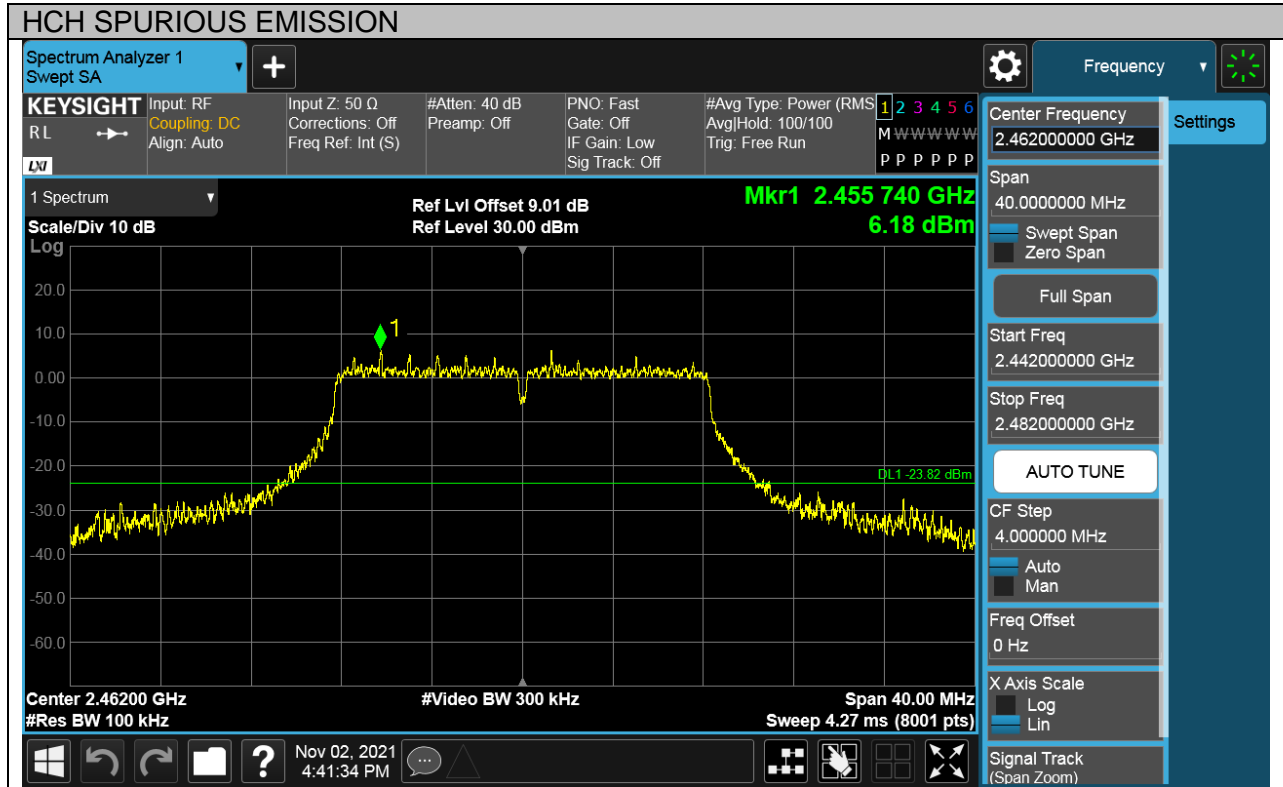 HCH SPURIOUS EMISSION
Spectrum Analyzer 1
Swept SA
+
Frequency
KEYSIGHT
RL
LXI
Input: RF
Coupling: DC
Align: Auto
Input Z: 50 Ω
Corrections: Off
Freq Ref: Int (S)
#Atten: 40 dB
Preamp: Off
PNO: Fast
Gate: Off
IF Gain: Low
Sig Track: Off
#Avg Type: Power (RMS
Avg|Hold: 100/100
Trig: Free Run
1 2 3 4 5 6
M W W W W W
P P P P P P
1 Spectrum
Scale/Div 10 dB
Ref Lvl Offset 9.01 dB
Ref Level 30.00 dBm
Mkr1 2.455 740 GHz
6.18 dBm
Log
20.0
10.0
0.00
-10.0
-20.0
-30.0
-40.0
-50.0
-60.0
1
DL1 -23.82 dBm
Center 2.46200 GHz
#Res BW 100 kHz
#Video BW 300 kHz
Span 40.00 MHz
Sweep 4.27 ms (8001 pts)
?
Nov 02, 2021
4:41:34 PM
Center Frequency
2.462000000 GHz
Settings
Span
40.0000000 MHz
Swept Span
Zero Span
Full Span
Start Freq
2.442000000 GHz
Stop Freq
2.482000000 GHz
AUTO TUNE
CF Step
4.000000 MHz
Auto
Man
Freq Offset
0 Hz
X Axis Scale
Log
Lin
Signal Track
(Span Zoom)